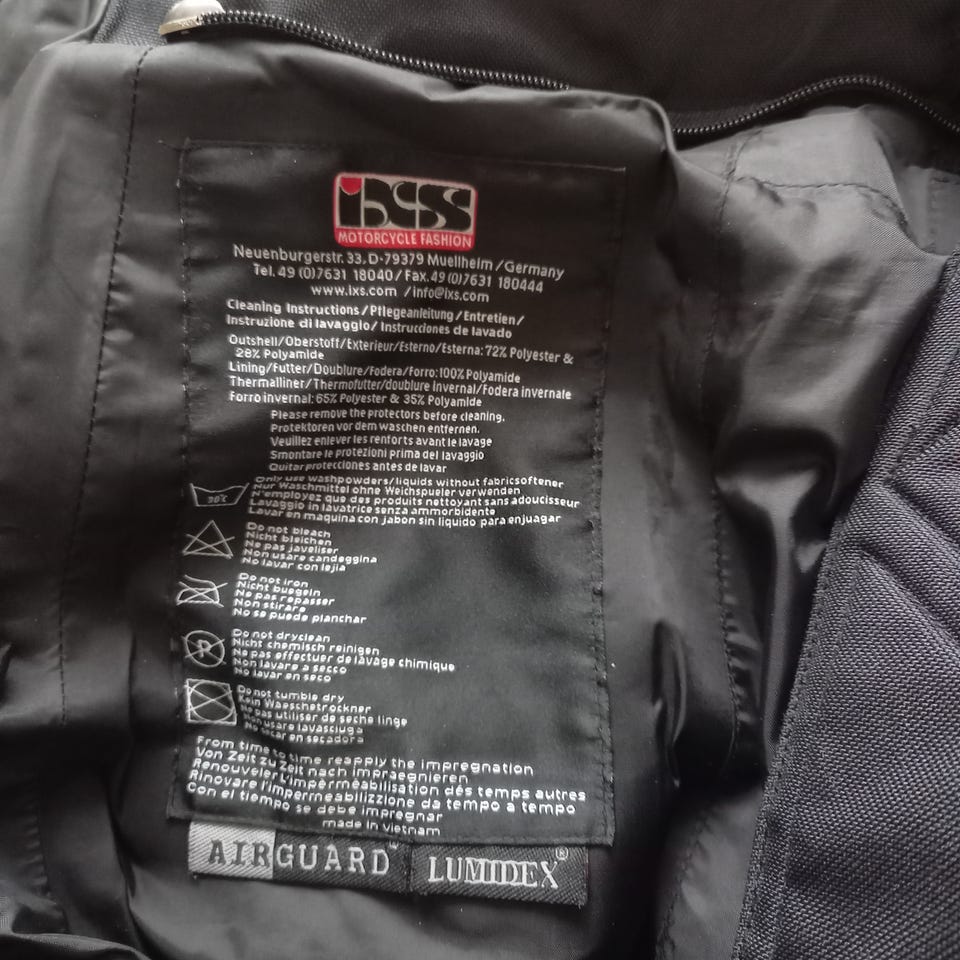 ixs
MOTORCYCLE FASHION
Neuenburgerstr. 33, D-79379 Muellheim / Germany
Tel. 49 (0)7631 18040 / Fax. 49 (0)7631 180444
www.ixs.com / info@ixs.com
Cleaning Instructions / Pflegeanleitung / Entretien /
Instruzione di lavaggio / Instrucciones de lavado
Outshell/Oberstoff/Exterieur/Esterno/Esterna: 72% Polyester &
28% Polyamide
Lining/Futter/Doublure/Fodera/Forro: 100% Polyamide
Thermalliner/Thermofutter/doublure invernal/Fodera invernale
Forro invernal: 65% Polyester & 35% Polyamide
Please remove the protectors before cleaning.
Protektoren vor dem waschen entfernen.
Veuillez enlever les renforts avant le lavage
Smontare le protezioni prima del lavaggio
Quitar protecciones antes de lavar
30°c
Only use washpowders/liquids without fabricsoftener
Nur Waschmittel ohne Weichspueler verwenden
N'employez que des produits nettoyant sans adoucisseur
Lavaggio in lavatrice senza ammorbidente
Lavar en maquina con jabon sin liquido para enjuagar
Do not bleach
Nicht bleichen
Ne pas javeliser
Non usare candeggina
No lavar con lejia
Do not iron
Nicht buegeln
Ne pas repasser
Non stirare
No se puede planchar
P
Do not dryclean
Nicht chemisch reinigen
Ne pas effectuer de lavage chimique
Non lavare a secco
No lavar en seco
Do not tumble dry
Kein Waeschetrockner
Ne pas utiliser de seche linge
Non usare lavasciuga
No secar en secadora
From time to time reapply the impregnation
Von Zeit zu Zeit nach impraegnieren
Renouveler l'impérméabilisation dés temps autres
Rinovare l'impermeabilizzione da tempo a tempo
Con el tiempo se debe impregnar
made in vietnam
AIRGUARD™ LUMIDEX®